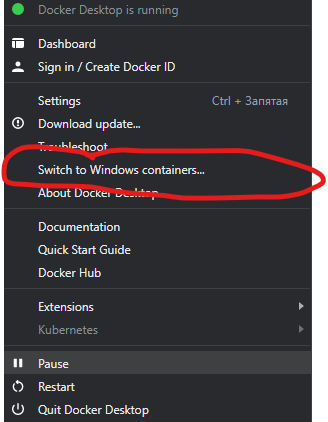 Docker Desktop is running
Dashboard
Sign in / Create Docker ID
Settings Ctrl + Запятая
Download update...
Troubleshoot
Switch to Windows containers...
About Docker Desktop
Documentation
Quick Start Guide
Docker Hub
Extensions
Kubernetes
Pause
Restart
Quit Docker Desktop